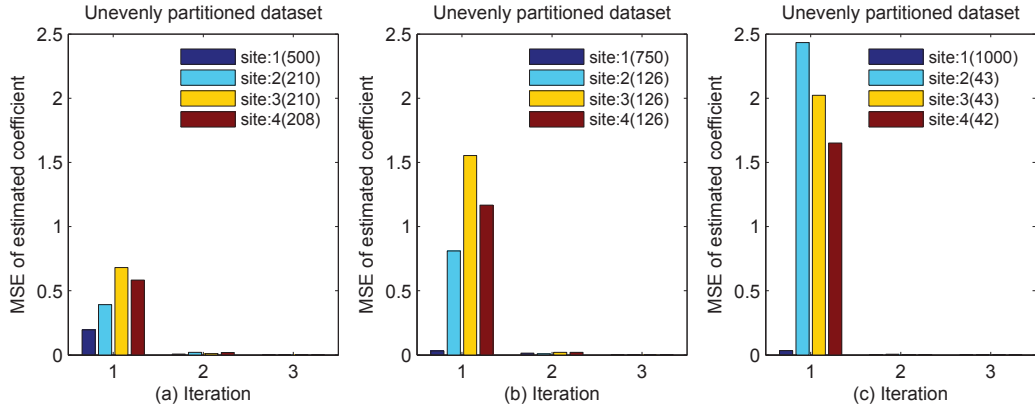 Unevenly partitioned dataset
2.5
2
1.5
1
0.5
0
MSE of estimated coefficient
site:1(500)
site:2(210)
site:3(210)
site:4(208)
1
2
3
(a) Iteration
Unevenly partitioned dataset
2.5
2
1.5
1
0.5
0
MSE of estimated coefficient
site:1(750)
site:2(126)
site:3(126)
site:4(126)
1
2
3
(b) Iteration
Unevenly partitioned dataset
2.5
2
1.5
1
0.5
0
MSE of estimated coefficient
site:1(1000)
site:2(43)
site:3(43)
site:4(42)
1
2
3
(c) Iteration